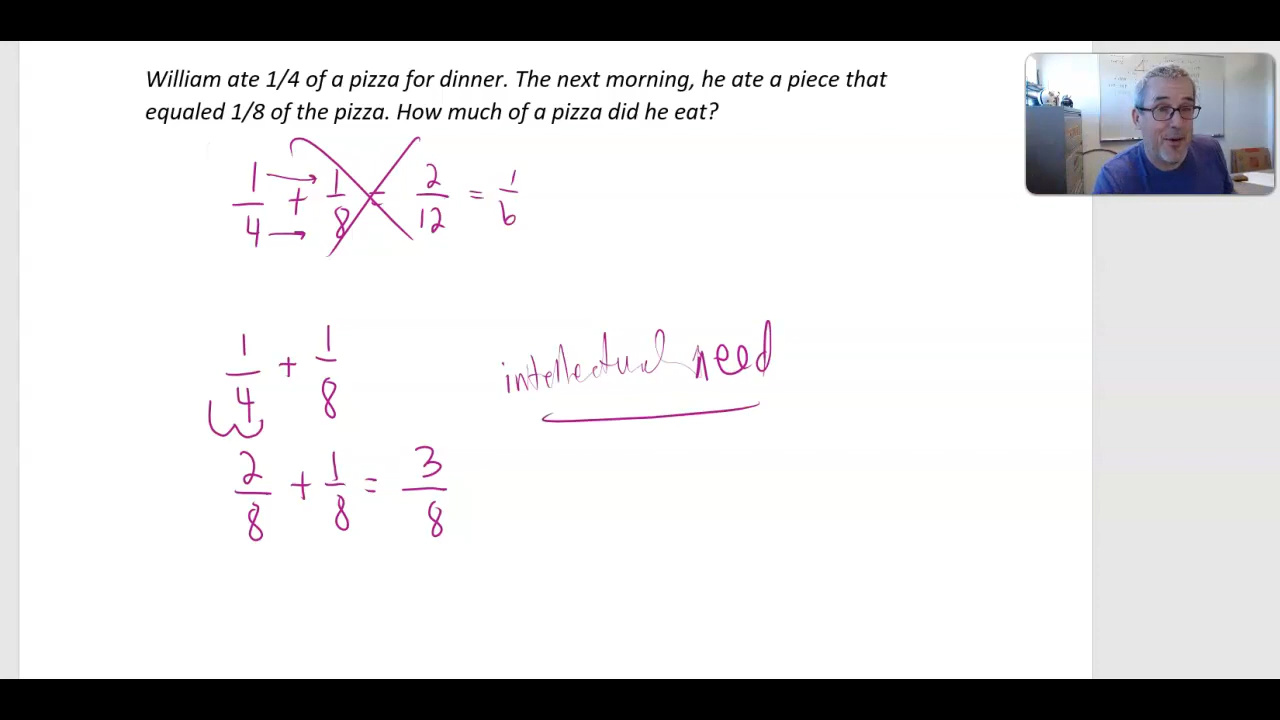 William ate 1/4 of a pizza for dinner. The next morning, he ate a piece that
equaled 1/8 of the pizza. How much of a pizza did he eat?
1/4 + 1/8 = 2/12 = 1/6
1/4 + 1/8
intellectual need
2/8 + 1/8 = 3/8